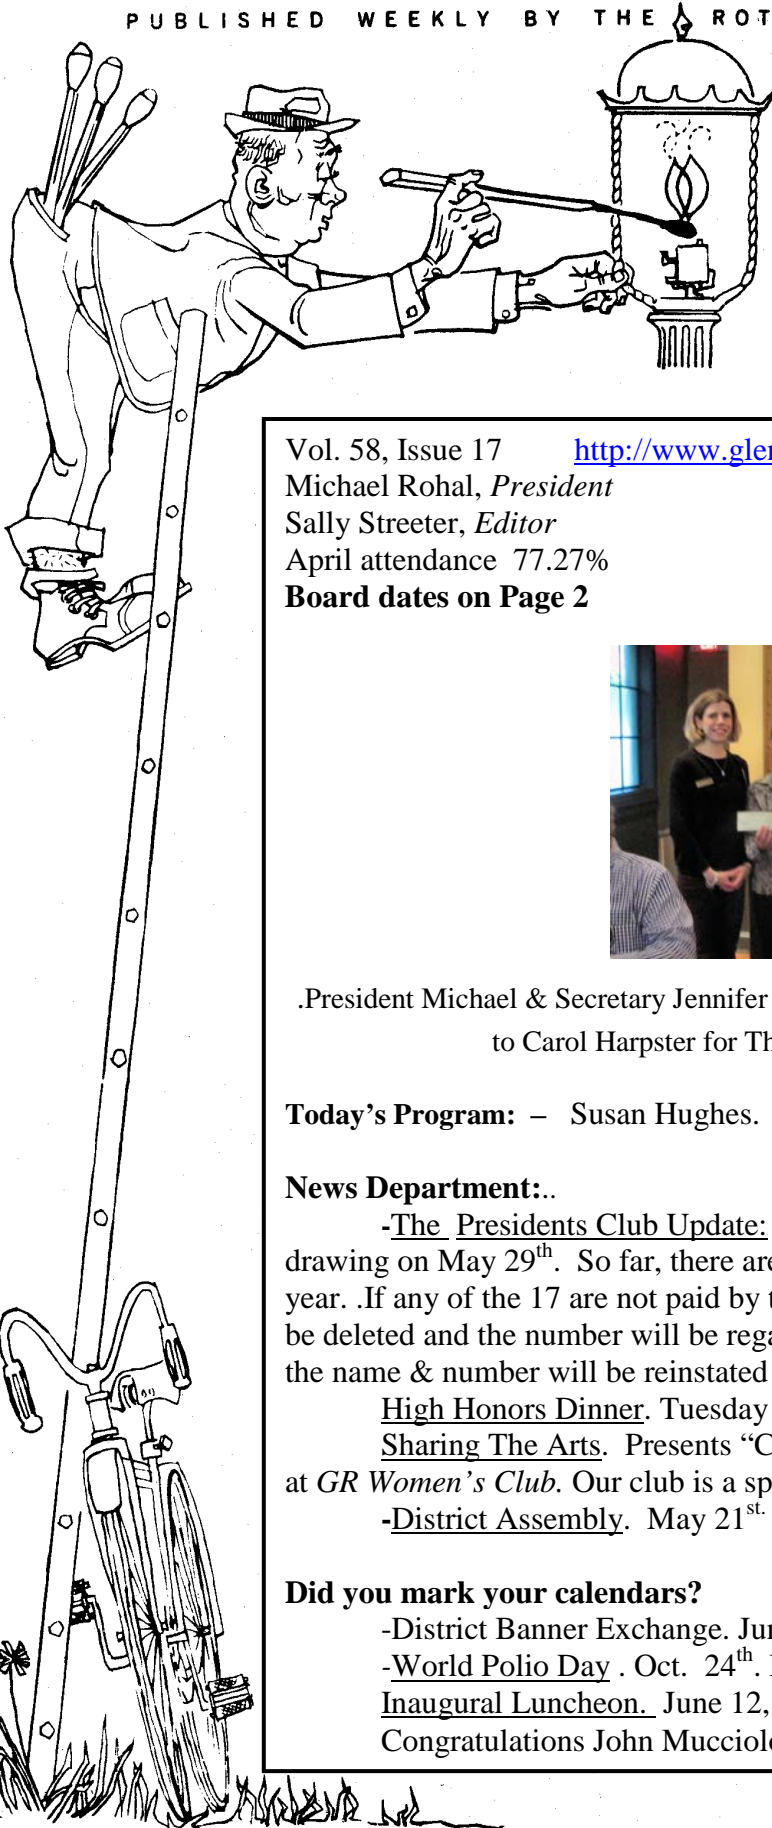 PUBLISHED WEEKLY BY THE ROT
Vol. 58, Issue 17 http://www.gler
Michael Rohal, President
Sally Streeter, Editor
April attendance 77.27%
Board dates on Page 2
.President Michael & Secretary Jennifer
to Carol Harpster for Th
Today's Program: – Susan Hughes.
News Department:..
-The Presidents Club Update:
drawing on May 29th. So far, there are
year. .If any of the 17 are not paid by t
be deleted and the number will be rega
the name & number will be reinstated
High Honors Dinner. Tuesday
Sharing The Arts. Presents “C
at GR Women’s Club. Our club is a sp
-District Assembly. May 21st.
Did you mark your calendars?
-District Banner Exchange. Jun
-World Polio Day . Oct. 24th.
Inaugural Luncheon. June 12,
Congratulations John Mucciolo